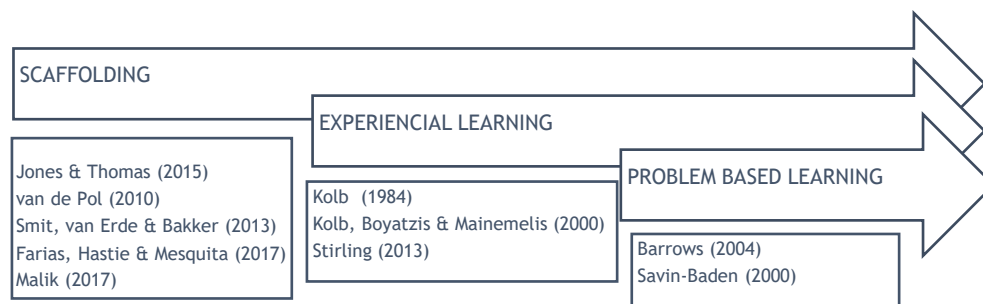 SCAFFOLDING
Jones & Thomas (2015)
van de Pol (2010)
Smit, van Erde & Bakker (2013)
Farias, Hastie & Mesquita (2017)
Malik (2017)
EXPERIENCIAL LEARNING
Kolb (1984)
Kolb, Boyatzis & Mainemelis (2000)
Stirling (2013)
PROBLEM BASED LEARNING
Barrows (2004)
Savin-Baden (2000)